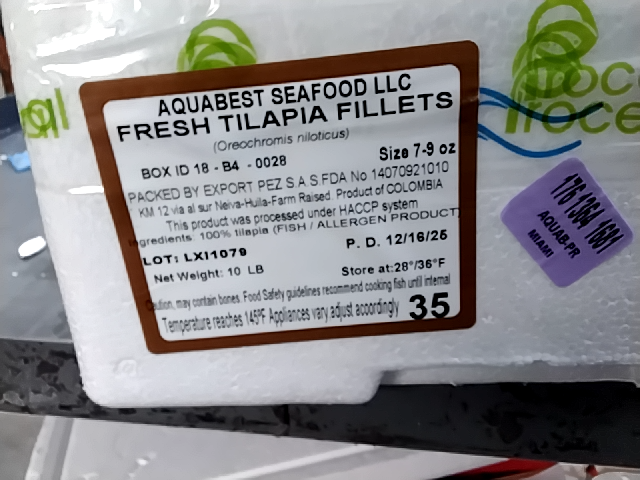 AQUABEST SEAFOOD LLC
FRESH TILAPIA FILLETS
(Oreochromis niloticus)
BOX ID 18 - B4 - 0028
Size 7-9 oz
PACKED BY EXPORT PEZ S.A.S.FDA No 14070921010
KM 12 via al sur Neiva-Huila-Farm Raised. Product of COLOMBIA
This product was processed under HACCP system
Ingredients: 100% tilapia (FISH / ALLERGEN PRODUCT)
LOT: LXI1079
P. D. 12/16/25
Net Weight: 10 LB
Store at:28°/36°F
Caution, may contain bones. Food Safety guidelines recommend cooking fish until internal
Temperature reaches 145°F Appliances vary, adjust accordingly
35
176 1364 1681
AQUAB-PR
MIAMI